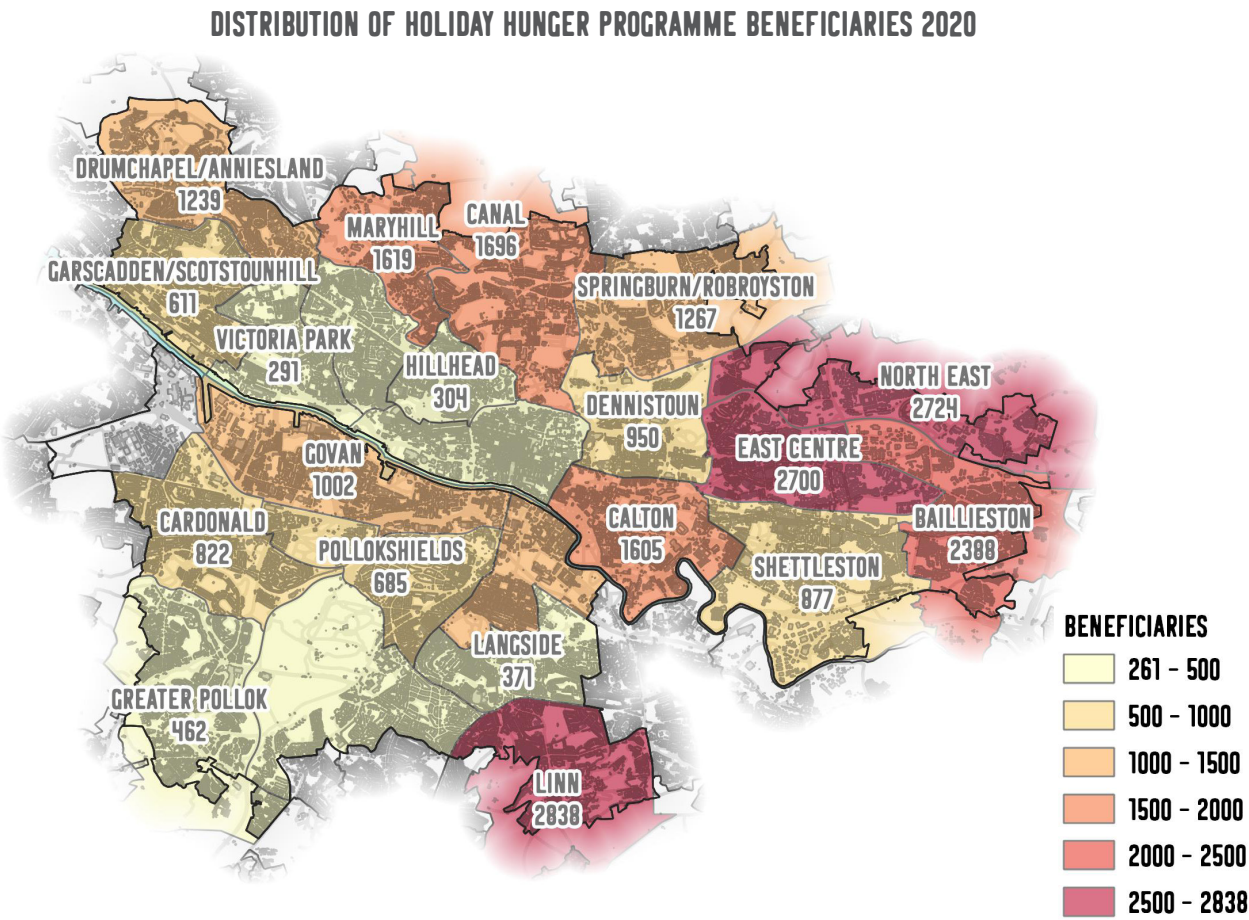 DISTRIBUTION OF HOLIDAY HUNGER PROGRAMME BENEFICIARIES 2020
DRUMCHAPEL/ANNIESLAND
1239
MARYHILL
1619
CANAL
1696
GARSCADDEN/SCOTSTOUNHILL
611
SPRINGBURN/ROBROYSTON
1267
VICTORIA PARK
291
HILLHEAD
304
NORTH EAST
2724
DENNISTOUN
950
EAST CENTRE
2700
GOVAN
1002
CARDONALD
822
POLLOKSHIELDS
685
CALTON
1605
BAILLIESTON
2388
SHETTLESTON
877
LANGSIDE
371
GREATER POLLOK
462
LINN
2838
BENEFICIARIES
261 - 500
500 - 1000
1000 - 1500
1500 - 2000
2000 - 2500
2500 - 2838